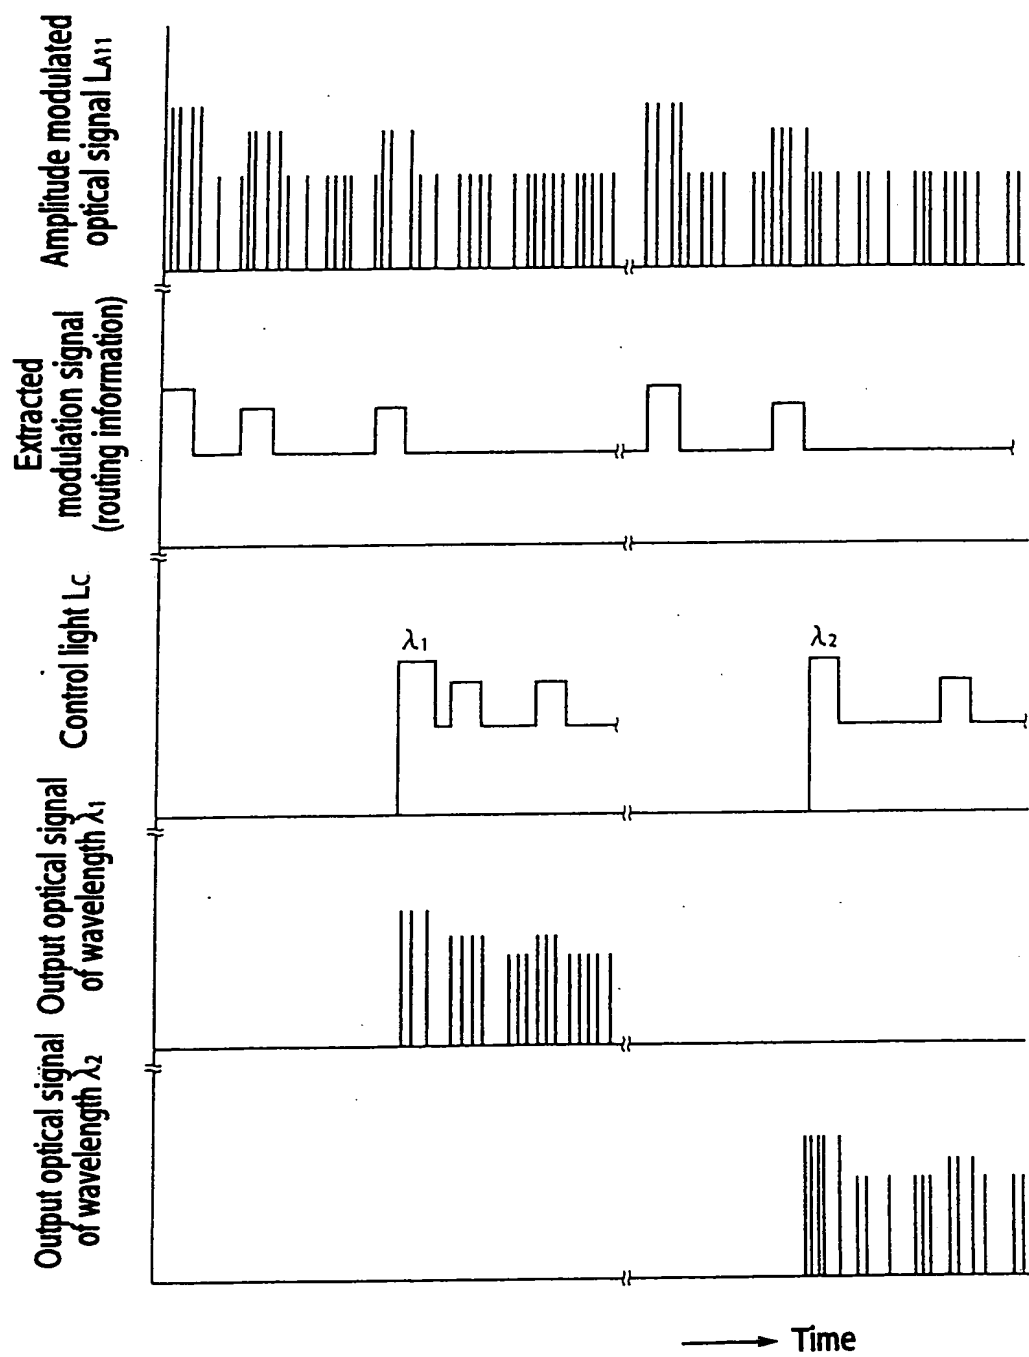 Amplitude modulated
optical signal LA11
Extracted
modulation signal
(routing information)
Control light LC
λ1
λ2
Output optical signal
of wavelength λ1
Output optical signal
of wavelength λ2
Time